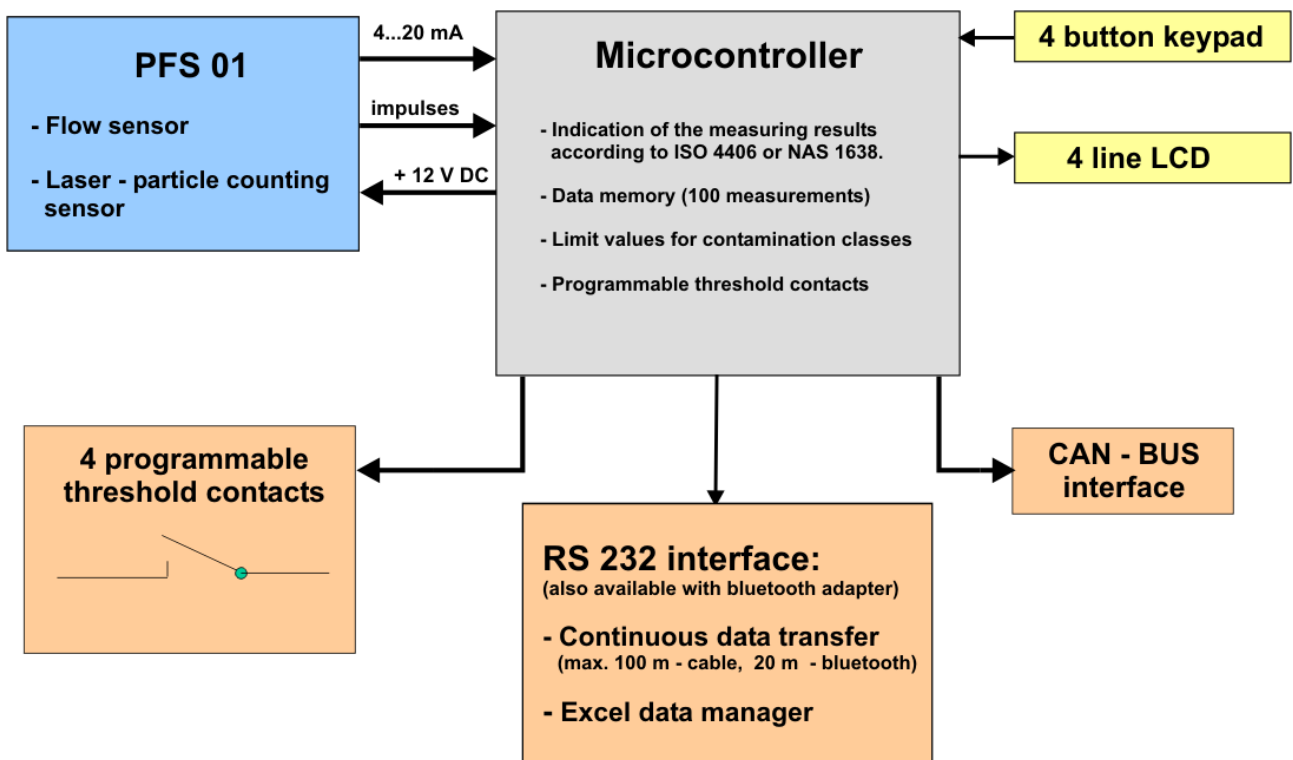 PFS 01
- Flow sensor
- Laser - particle counting
sensor
4...20 mA
impulses
+ 12 V DC
Microcontroller
- Indication of the measuring results
according to ISO 4406 or NAS 1638.
- Data memory (100 measurements)
- Limit values for contamination classes
- Programmable threshold contacts
4 button keypad
4 line LCD
4 programmable
threshold contacts
RS 232 interface:
(also available with bluetooth adapter)
- Continuous data transfer
(max. 100 m - cable, 20 m - bluetooth)
- Excel data manager
CAN - BUS
interface